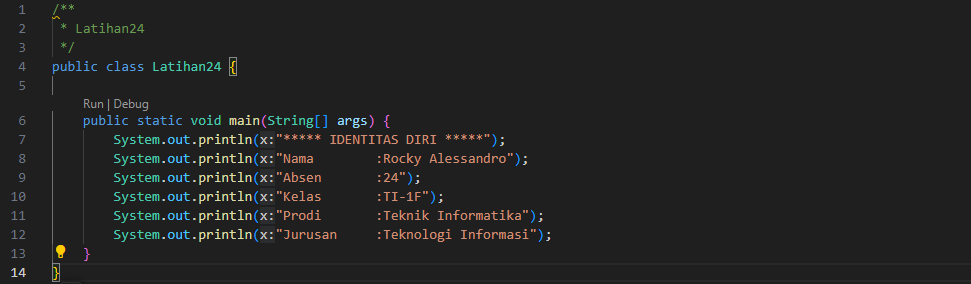 1 /**
2  * Latihan24
3  */
4 public class Latihan24 {
5
Run | Debug
6     public static void main(String[] args) {
7         System.out.println(x:"***** IDENTITAS DIRI *****");
8         System.out.println(x:"Nama        :Rocky Alessandro");
9         System.out.println(x:"Absen       :24");
10         System.out.println(x:"Kelas       :TI-1F");
11         System.out.println(x:"Prodi       :Teknik Informatika");
12         System.out.println(x:"Jurusan     :Teknologi Informasi");
13     }
14 }